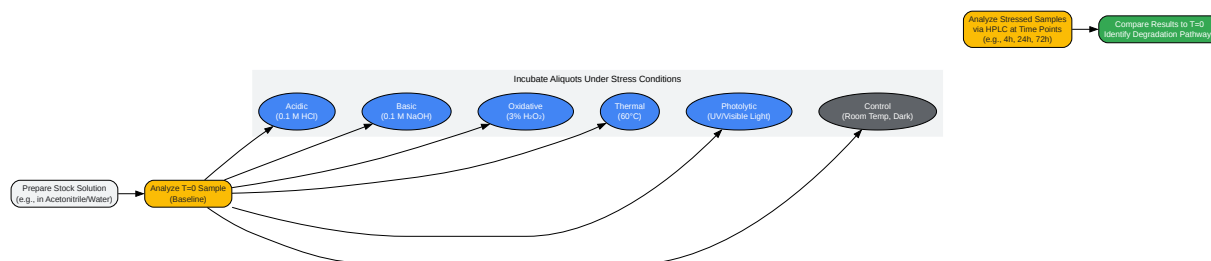 Analyze Stressed Samples
via HPLC at Time Points
(e.g., 4h, 24h, 72h)
Compare Results to T=0
Identify Degradation Pathway
Incubate Aliquots Under Stress Conditions
Acidic
(0.1 M HCl)
Basic
(0.1 M NaOH)
Oxidative
(3% H₂O₂)
Thermal
(60°C)
Photolytic
(UV/Visible Light)
Control
(Room Temp, Dark)
Prepare Stock Solution
(e.g., in Acetonitrile/Water)
Analyze T=0 Sample
(Baseline)